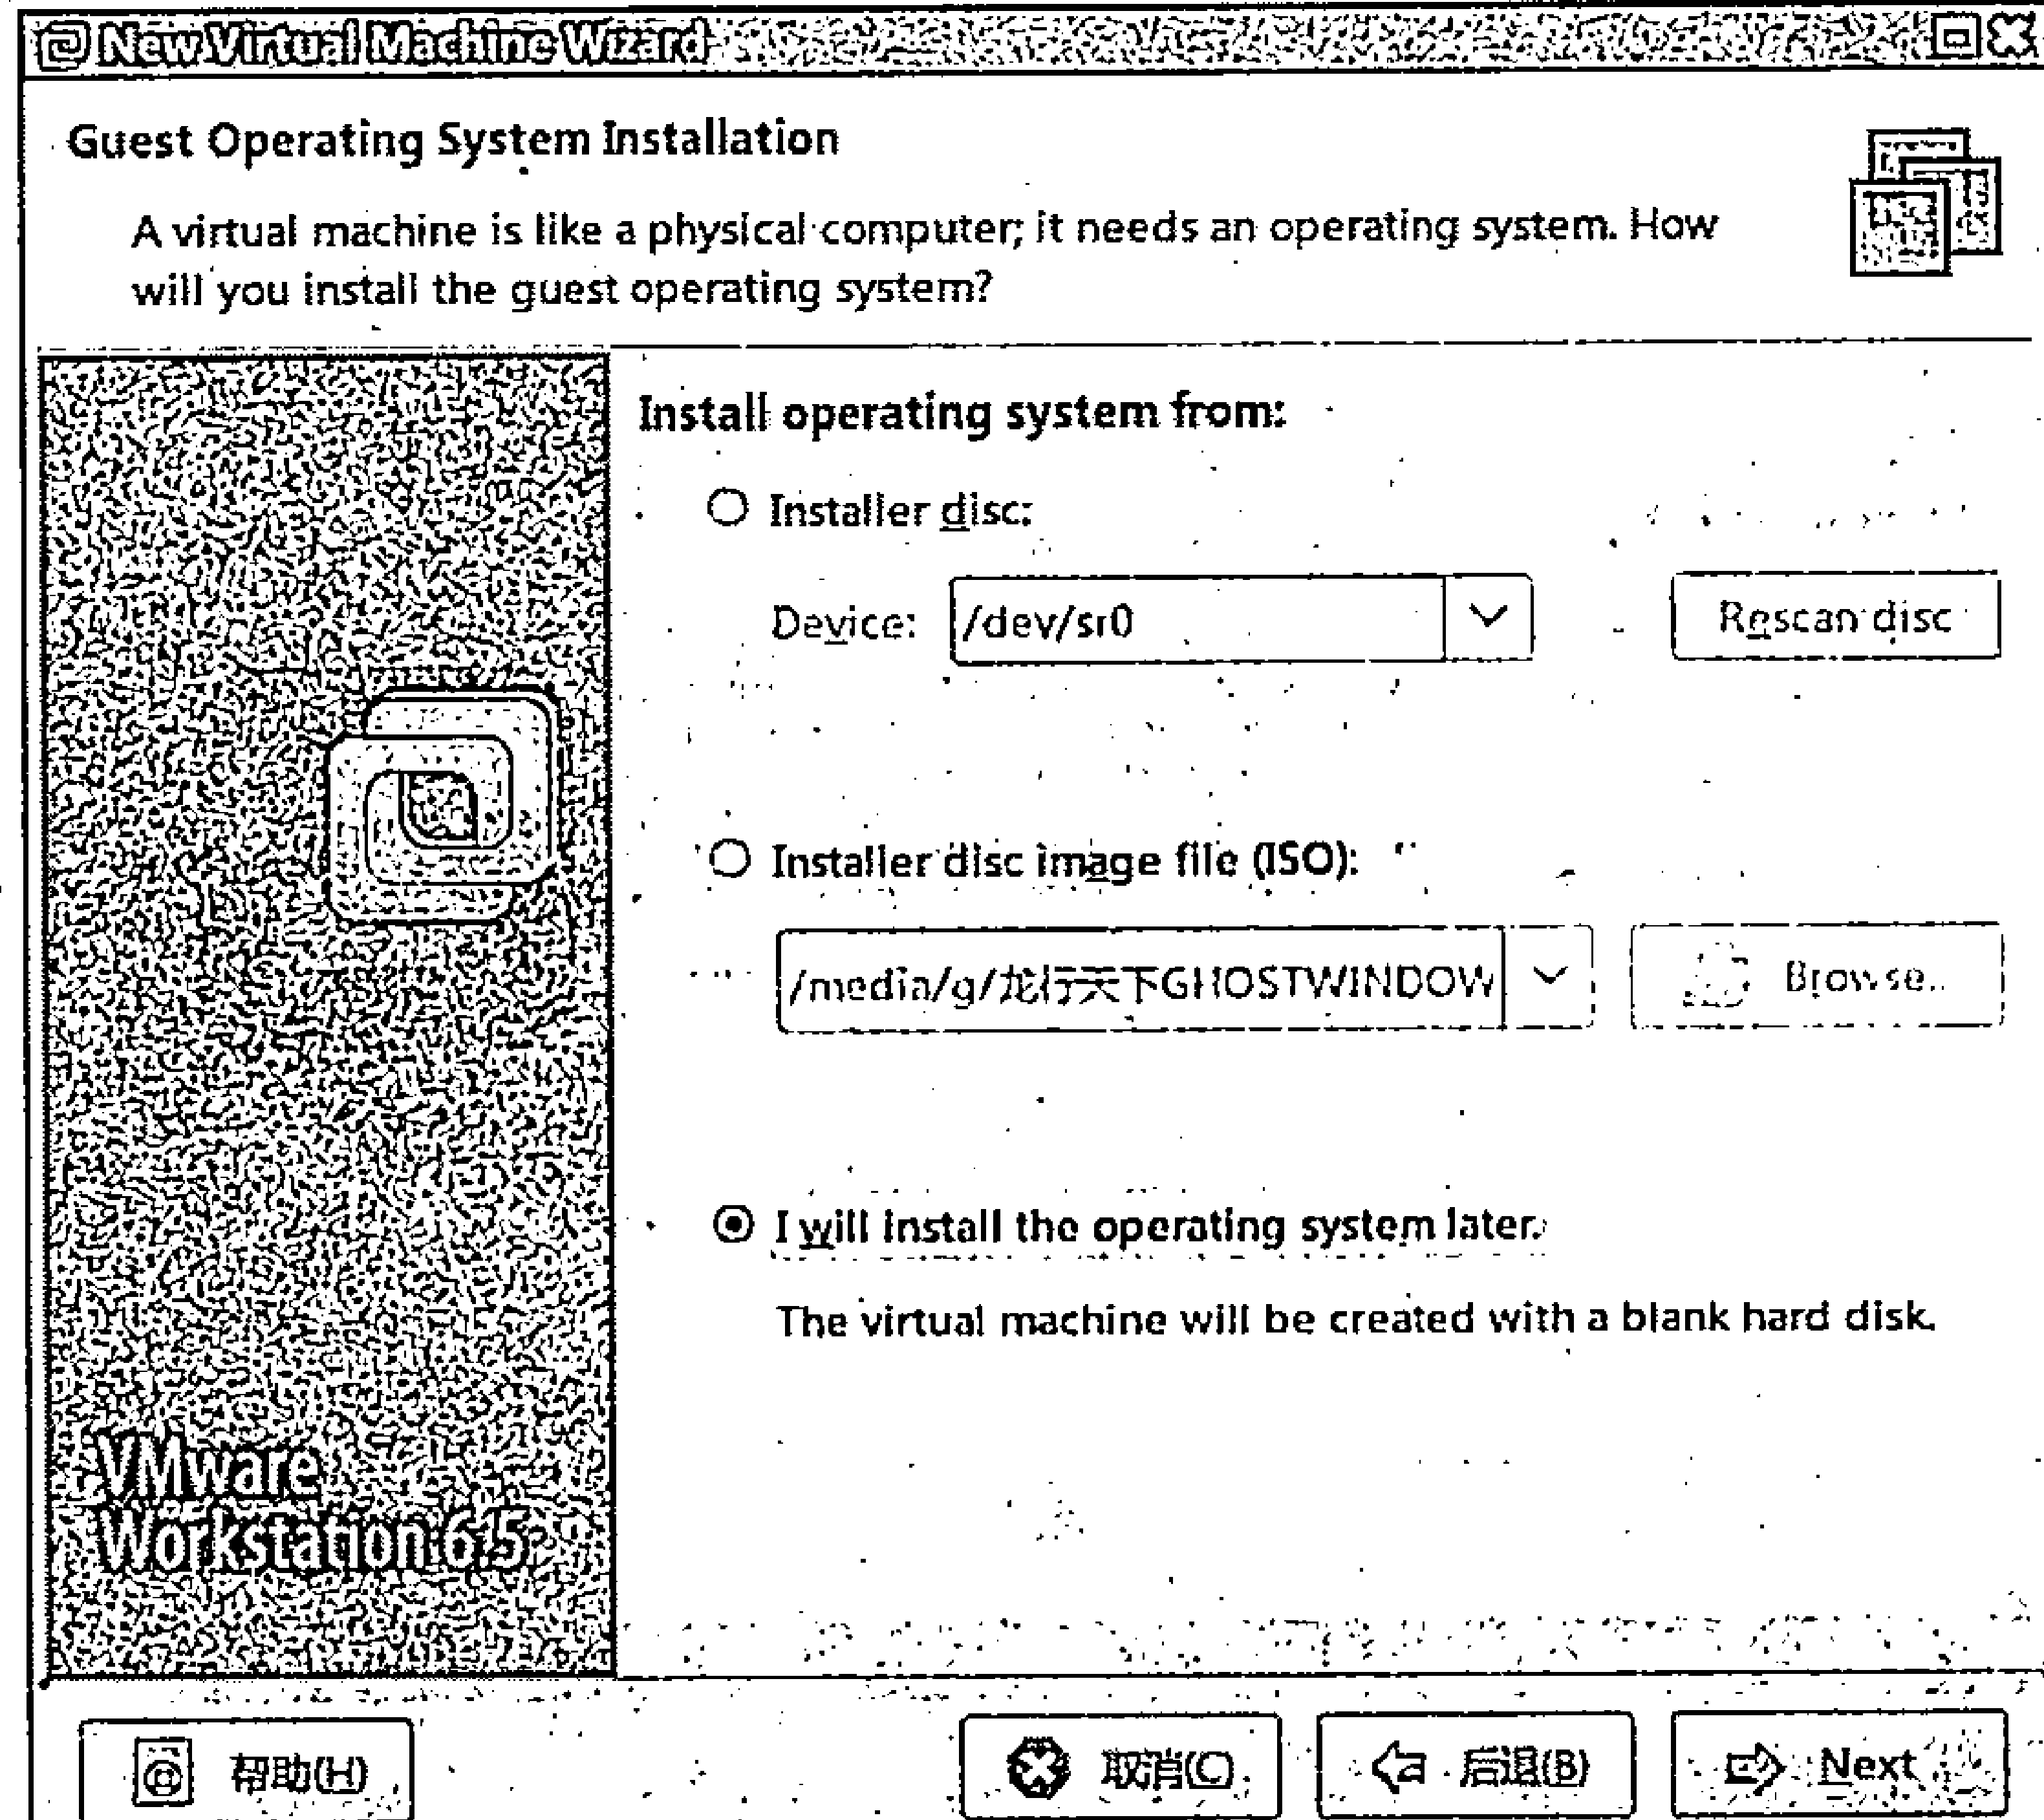 New Virtual Machine Wizard
Guest Operating System Installation
A virtual machine is like a physical computer; it needs an operating system. How
will you install the guest operating system?
Install operating system from:
Installer disc:
Device: /dev/sr0 Rescan disc
Installer disc image file (ISO):
/media/g/龙行天下GHOSTWINDOW Browse..
I will install the operating system later.
The virtual machine will be created with a blank hard disk.
VMware
Workstation 6.5
帮助(H) 取消(C) 后退(B) Next